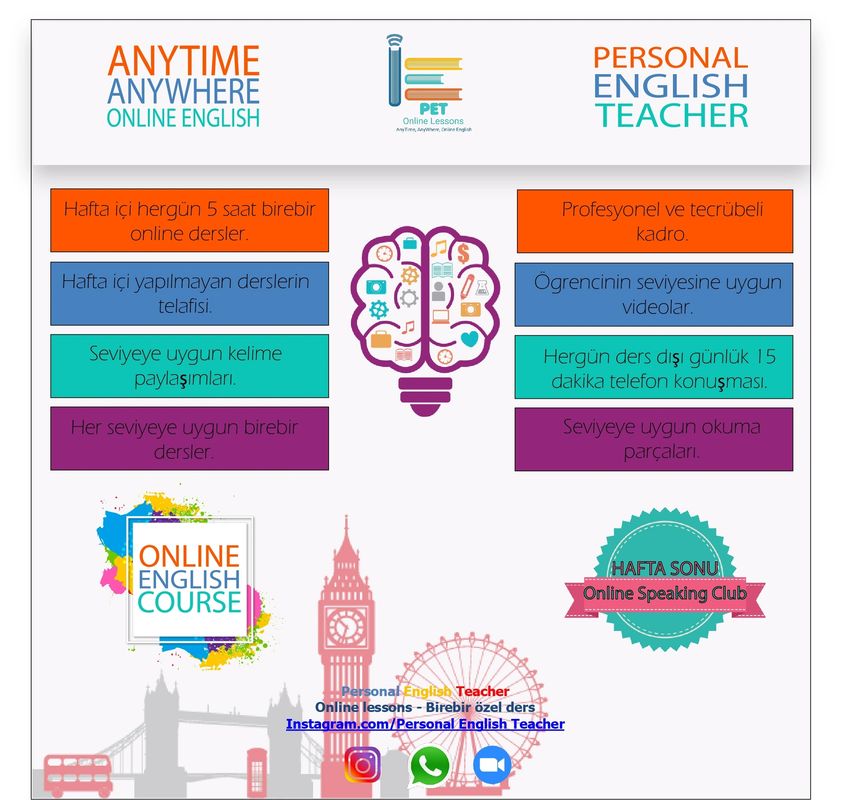 ANYTIME
ANYWHERE
ONLINE ENGLISH
PET
Online Lessons
AnyTime, AnyWhere, Online English
PERSONAL
ENGLISH
TEACHER
Hafta içi hergün 5 saat birebir
online dersler.
Hafta içi yapılmayan derslerin
telafisi.
Seviyeye uygun kelime
paylaşımları.
Her seviyeye uygun birebir
dersler.
Profesyonel ve tecrübeli
kadro.
Ögrencinin seviyesine uygun
videolar.
Hergün ders dışı günlük 15
dakika telefon konuşması.
Seviyeye uygun okuma
parçaları.
ONLINE
ENGLISH
COURSE
HAFTA SONU
Online Speaking Club
Personal English Teacher
Online lessons - Birebir özel ders
Instagram.com/Personal English Teacher